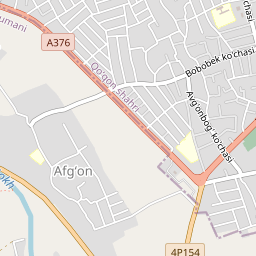 umani
A376
Qo'qon shahri
Bobobek ko'chasi
Avg'onbog' ko'chasi
Afg'on
okh
4P154